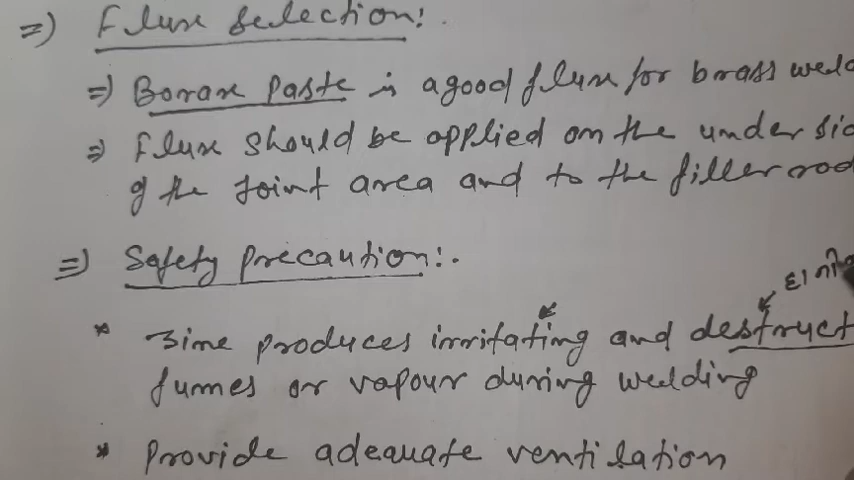 => Flux Selection:.
=> Borax Paste is a good flux for brass weld
=> Flux should be applied on the under sid
of the Joint area and to the filler rod
=> Safety Precaution:.
* Zinc produces irritating and destruct
fumes or vapour during welding
* Provide adequate ventilation